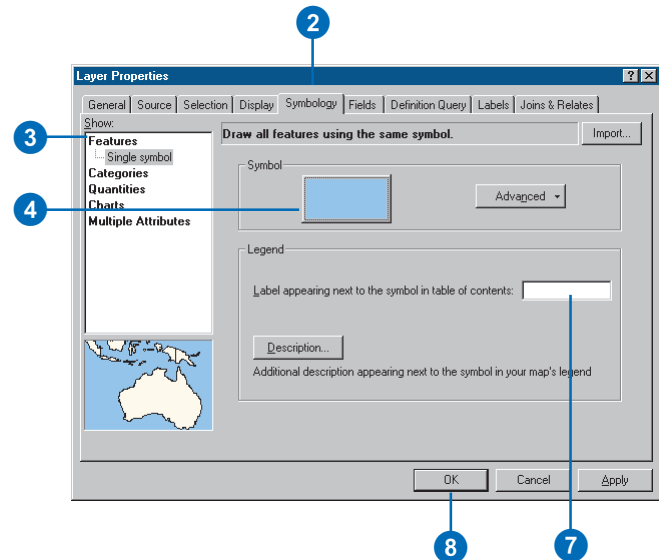 2
Layer Properties
General Source Selection Display Symbology Fields Definition Query Labels Joins & Relates
Show:
3
Features
Single symbol
Categories
Quantities
Charts
Multiple Attributes
4
Draw all features using the same symbol.
Import...
Symbol
Advanced
Legend
Label appearing next to the symbol in table of contents:
Description...
Additional description appearing next to the symbol in your map's legend
OK Cancel Apply
8
7